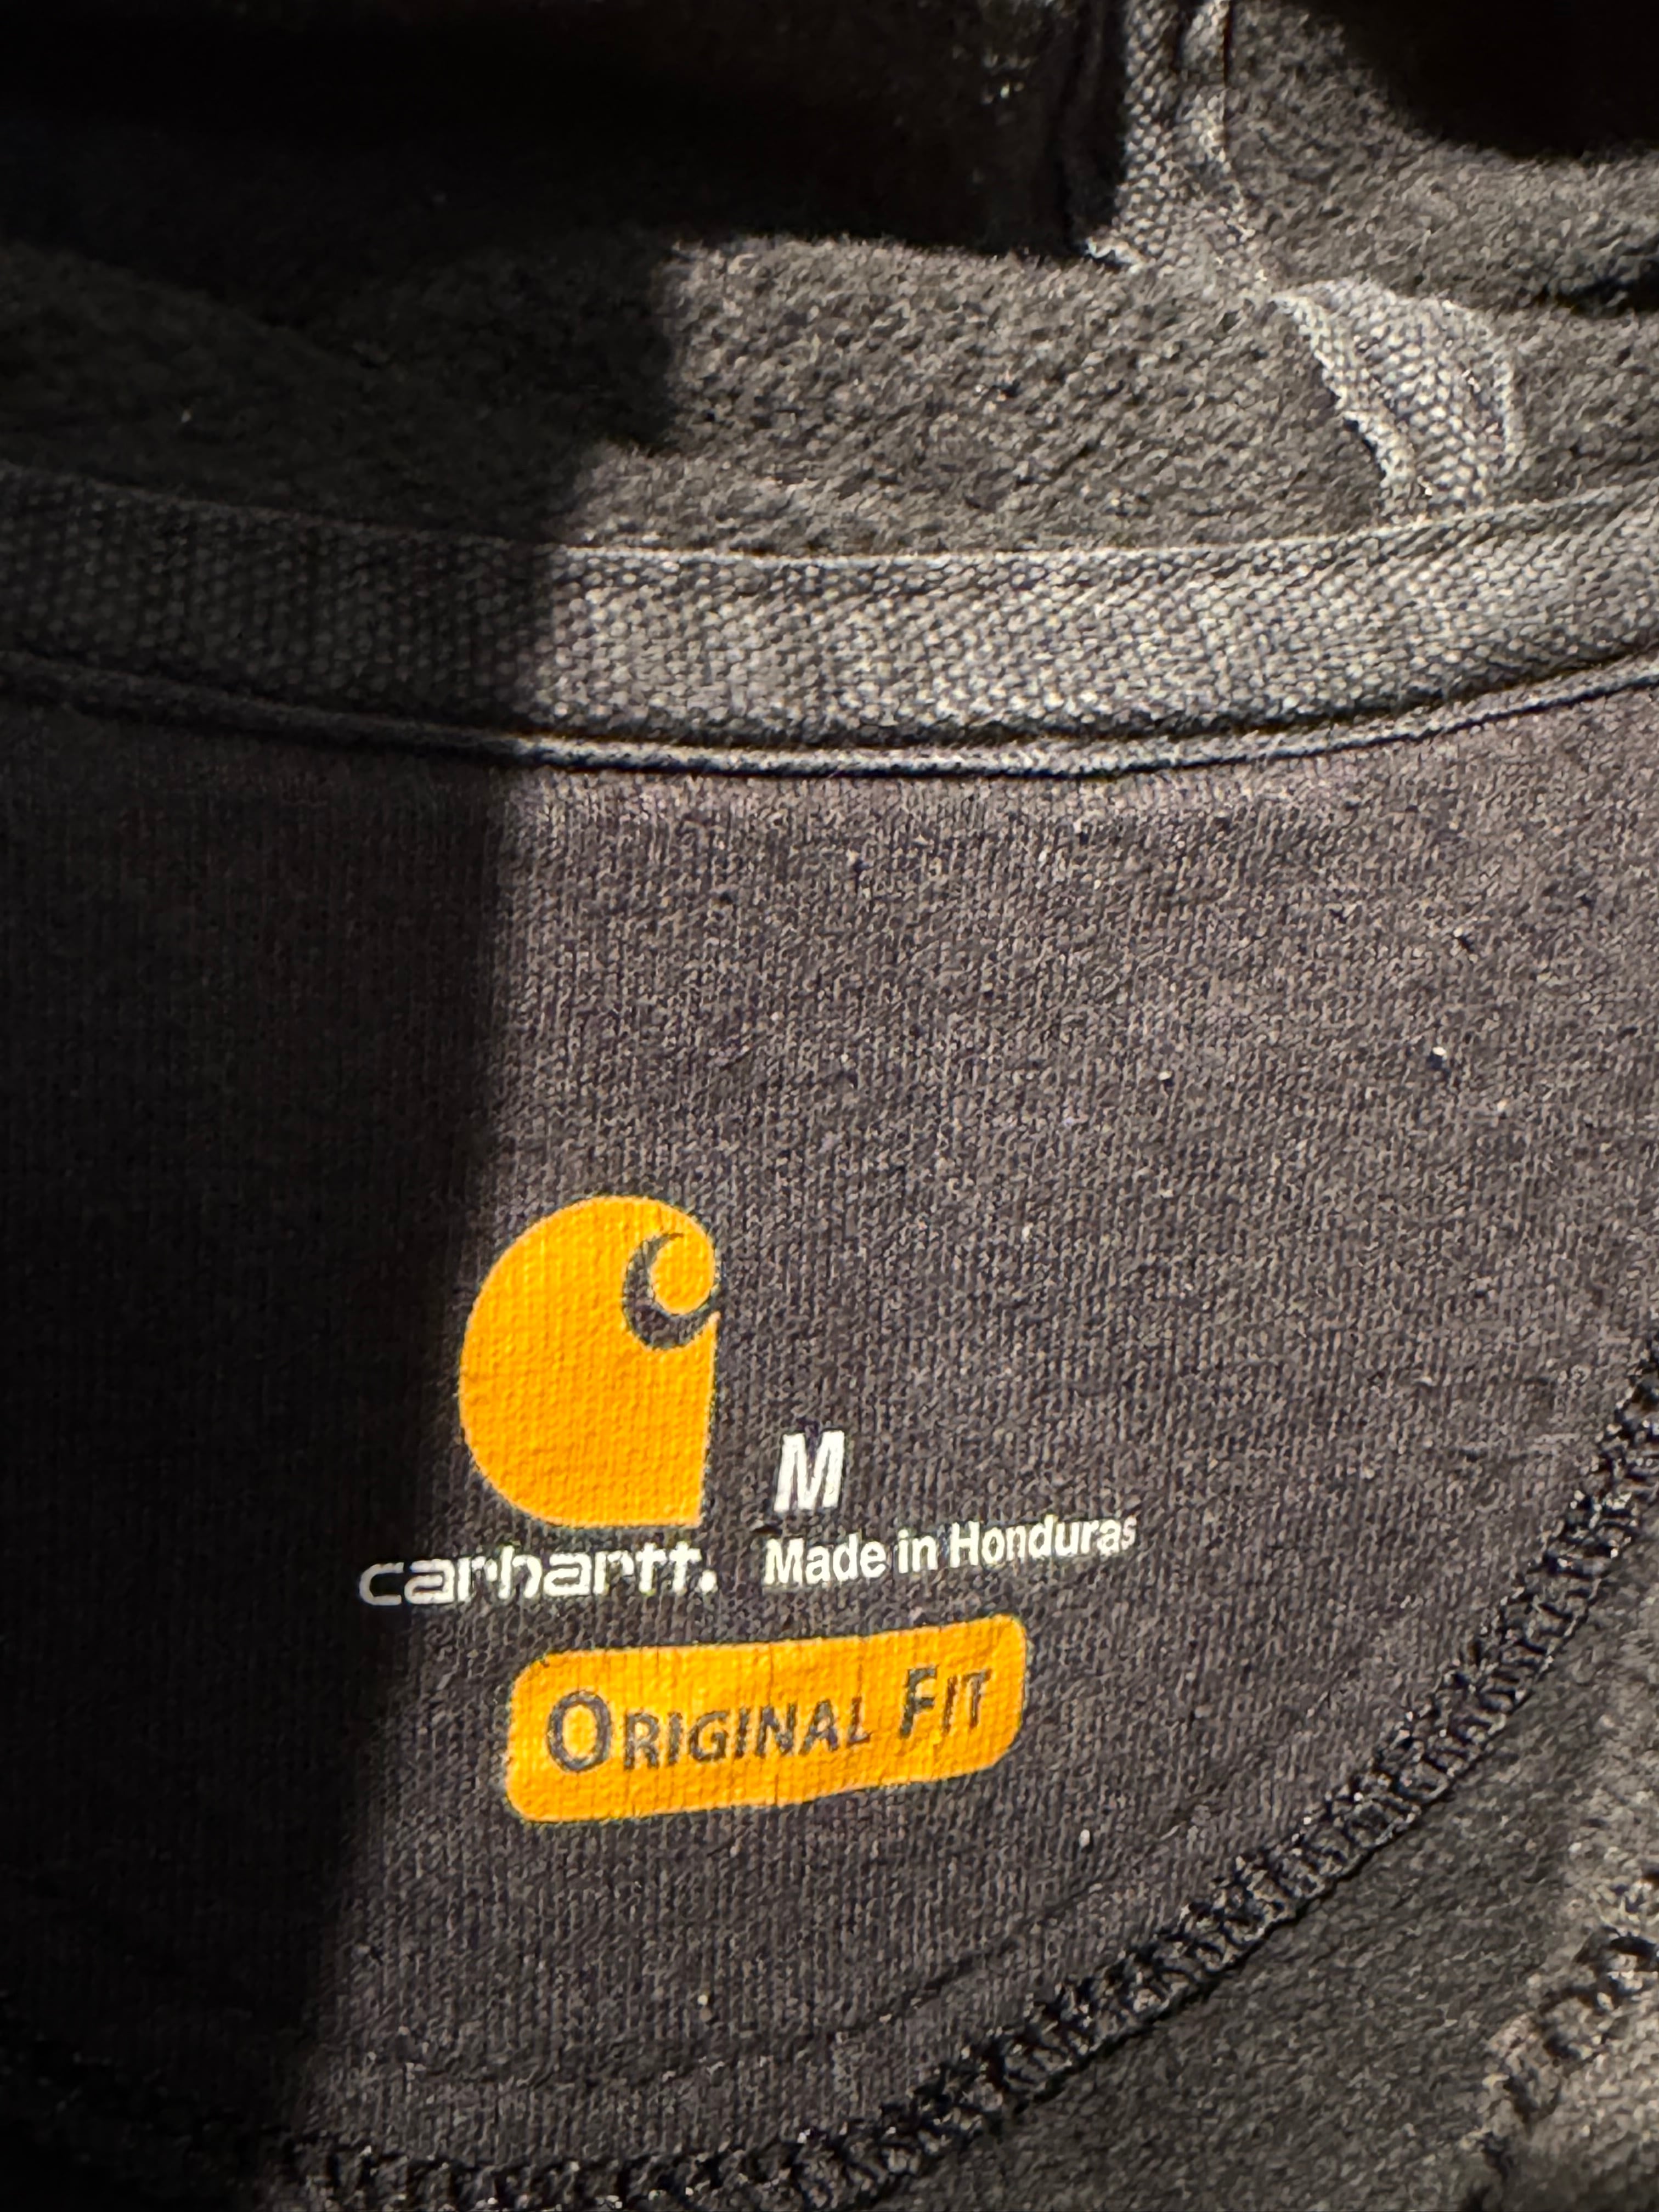 M
carhartt. Made in Honduras
ORIGINAL FIT